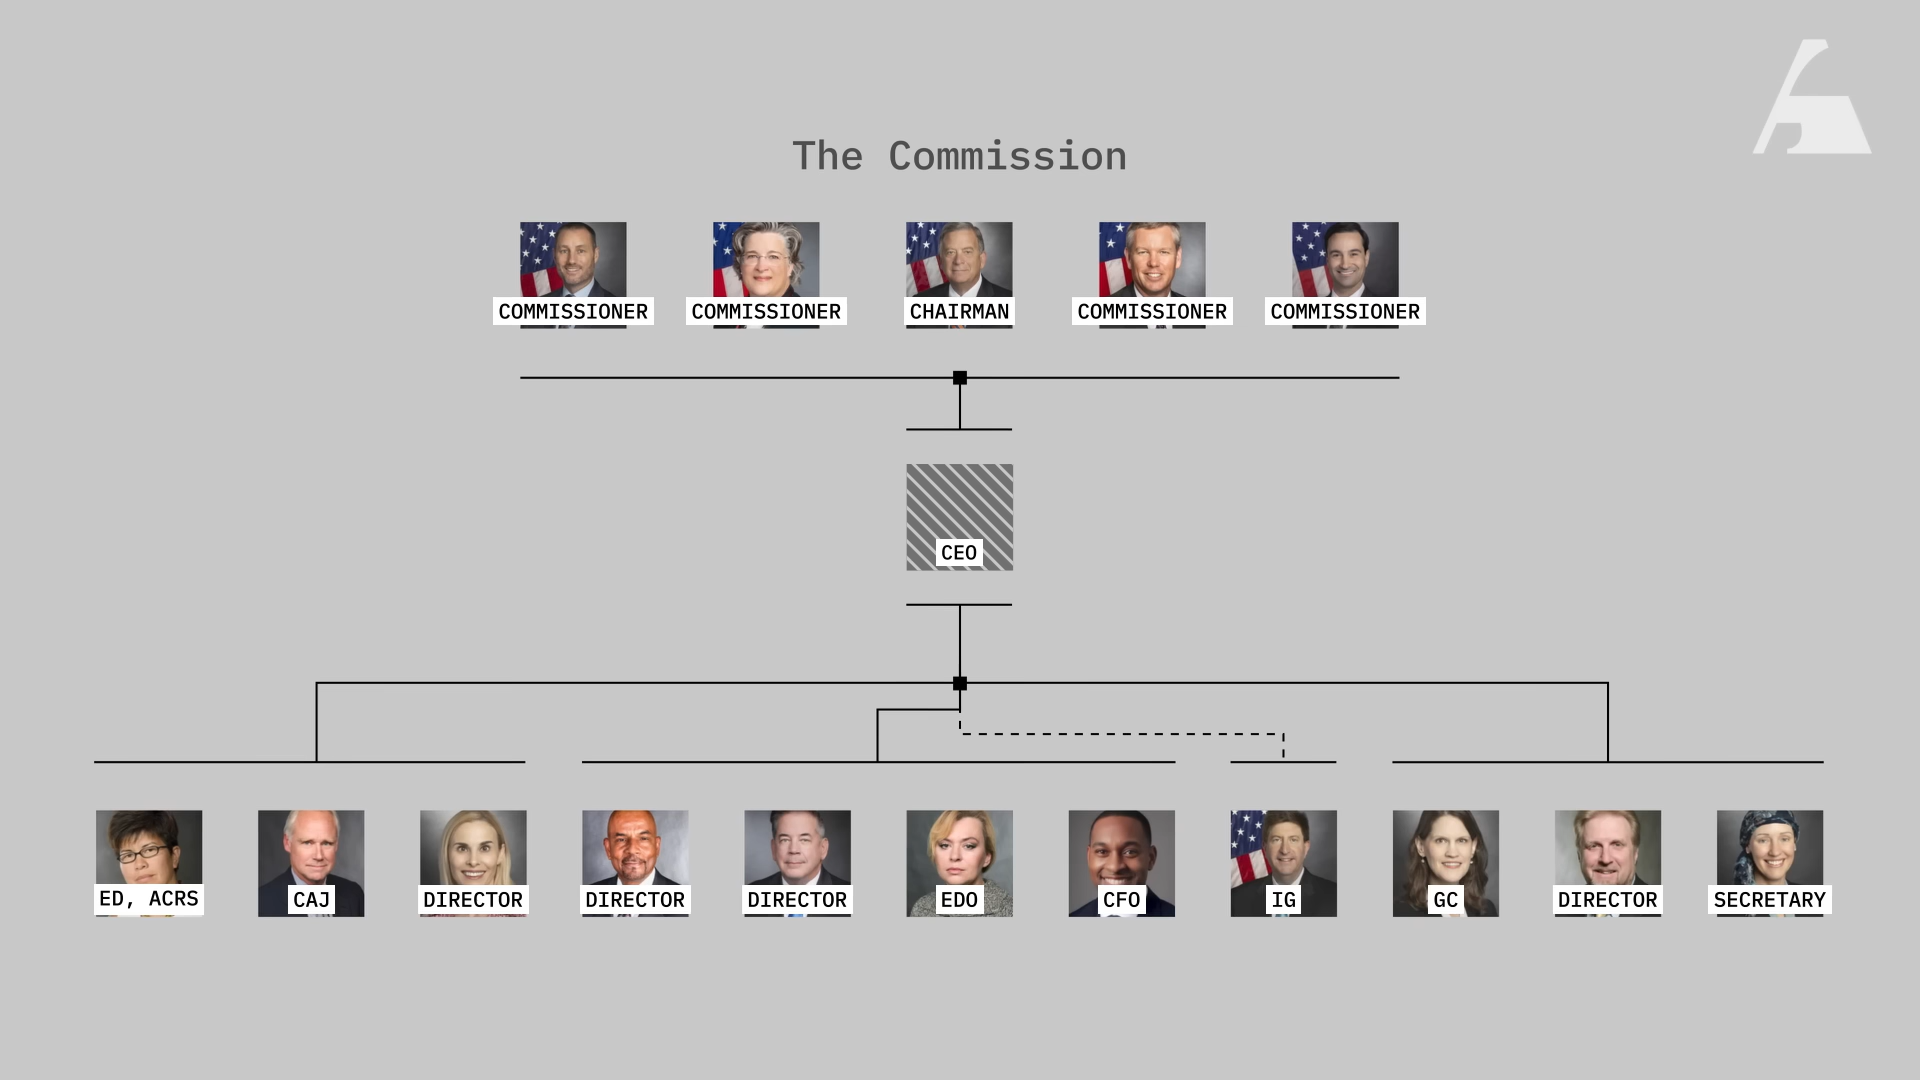 The Commission
COMMISSIONER
COMMISSIONER
CHAIRMAN
COMMISSIONER
COMMISSIONER
CEO
ED, ACRS
CAJ
DIRECTOR
DIRECTOR
DIRECTOR
EDO
CFO
IG
GC
DIRECTOR
SECRETARY